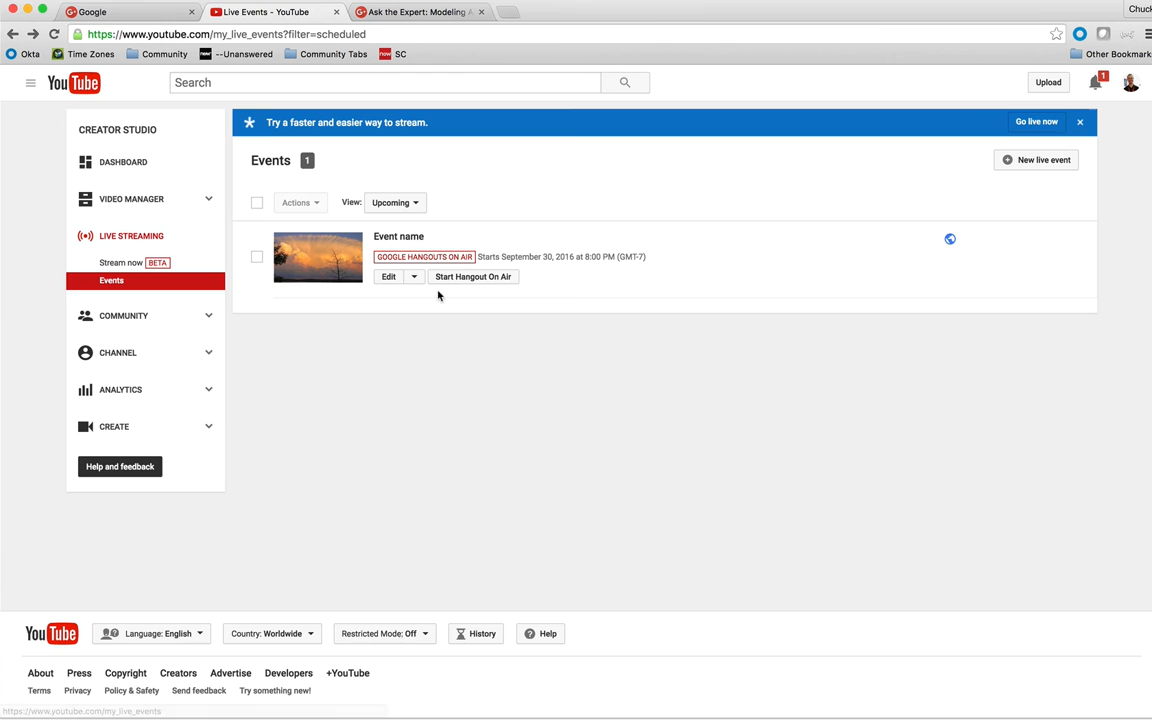 Google
Live Events - YouTube
Ask the Expert: Modeling A
Chuck
https://www.youtube.com/my_live_events?filter=scheduled
Okta
Time Zones
Community
--Unanswered
Community Tabs
SC
Other Bookmark
YouTube
Search
Upload
1
CREATOR STUDIO
DASHBOARD
VIDEO MANAGER
LIVE STREAMING
Stream now BETA
Events
COMMUNITY
CHANNEL
ANALYTICS
CREATE
Help and feedback
Try a faster and easier way to stream.
Go live now
Events 1
New live event
Actions
View: Upcoming
Event name
GOOGLE HANGOUTS ON AIR Starts September 30, 2016 at 8:00 PM (GMT-7)
Edit
Start Hangout On Air
YouTube
Language: English
Country: Worldwide
Restricted Mode: Off
History
Help
About Press Copyright Creators Advertise Developers +YouTube
Terms Privacy Policy & Safety Send feedback Try something new!
https://www.youtube.com/my_live_events